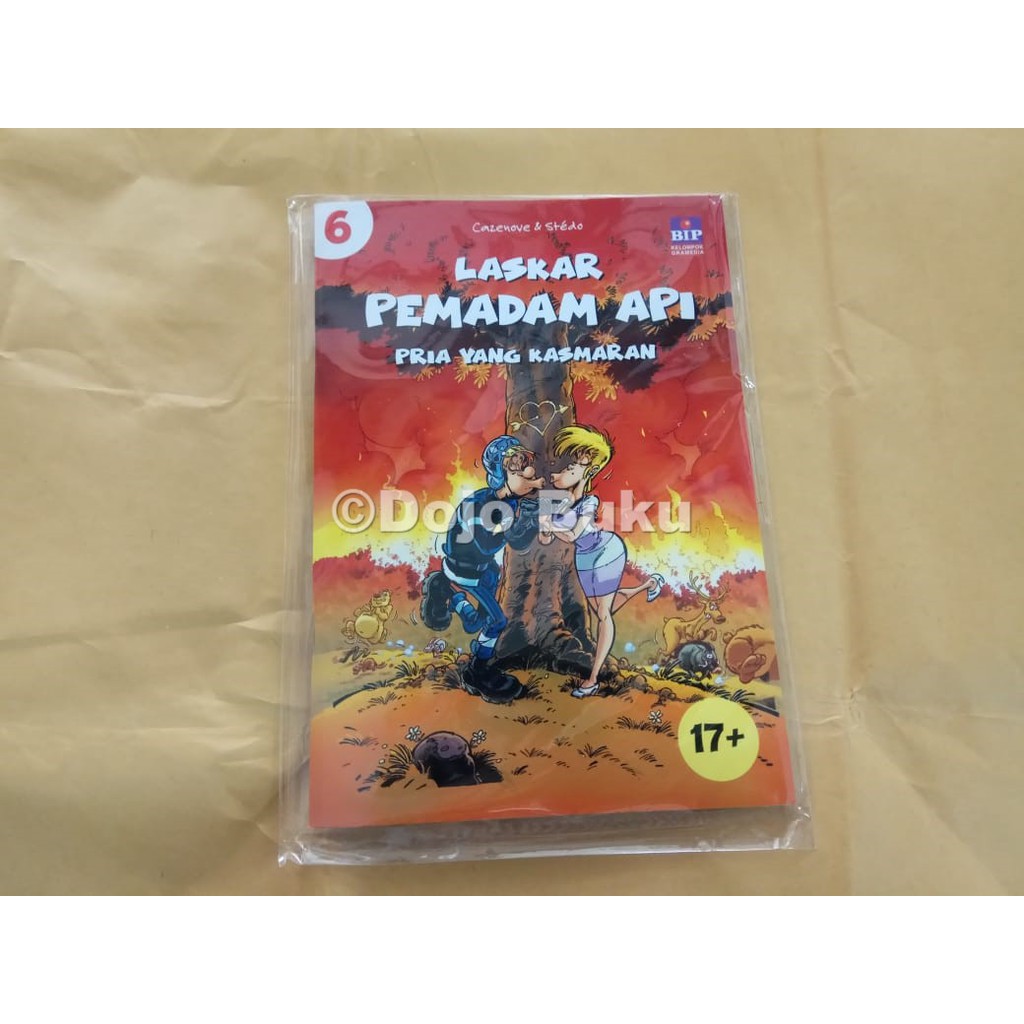 6
Cazenove & Stédo
BIP
KELOMPOK
GRAMEDIA
LASKAR
PEMADAM API
PRIA YANG KASMARAN
©Dojo Buku
17+